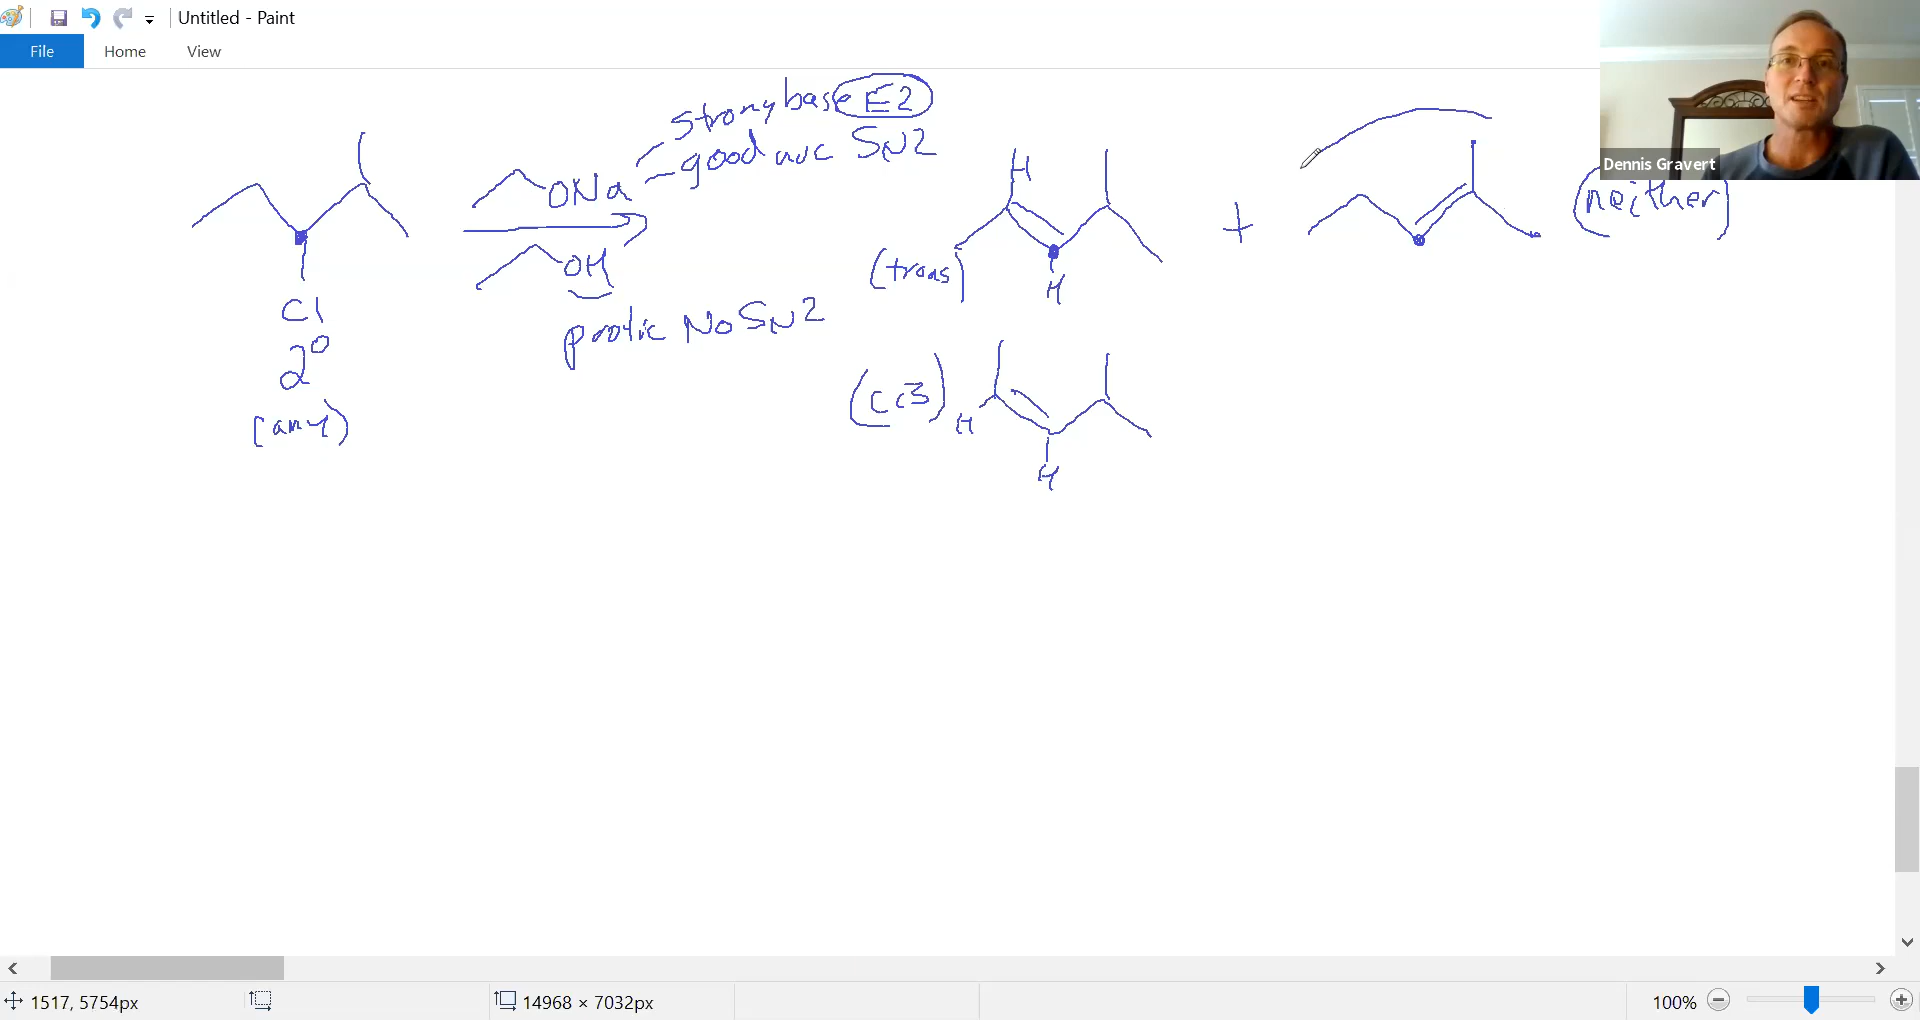 Untitled - Paint
File Home View
strong base E2
good nuc SN2
ONa
OH
protic No SN2
Cl
2°
(any)
H
(trans)
H
+
(neither)
(cis)
H
H
Dennis Gravert
1517, 5754px
14968 × 7032px
100%